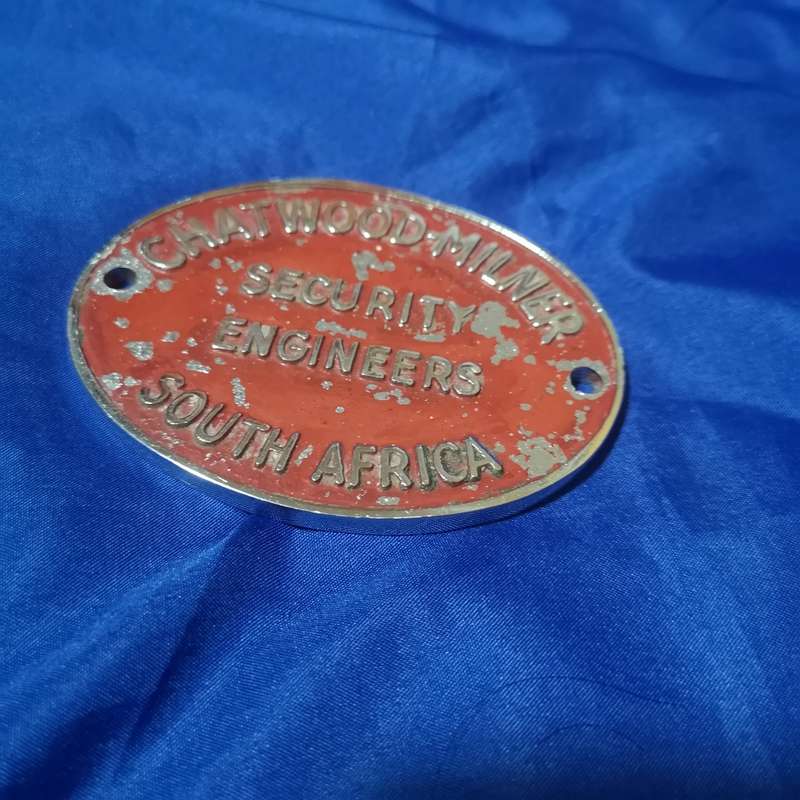 CHATWOOD-MILNER
SECURITY
ENGINEERS
SOUTH AFRICA